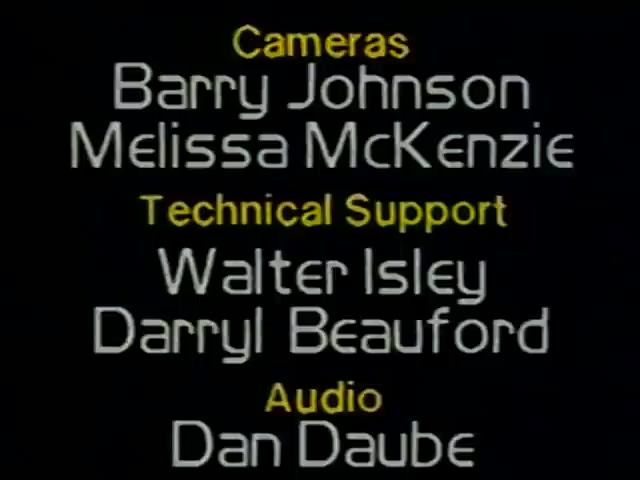 Cameras
Barry Johnson
Melissa McKenzie
Technical Support
Walter Isley
Darryl Beauford
Audio
Dan Daube